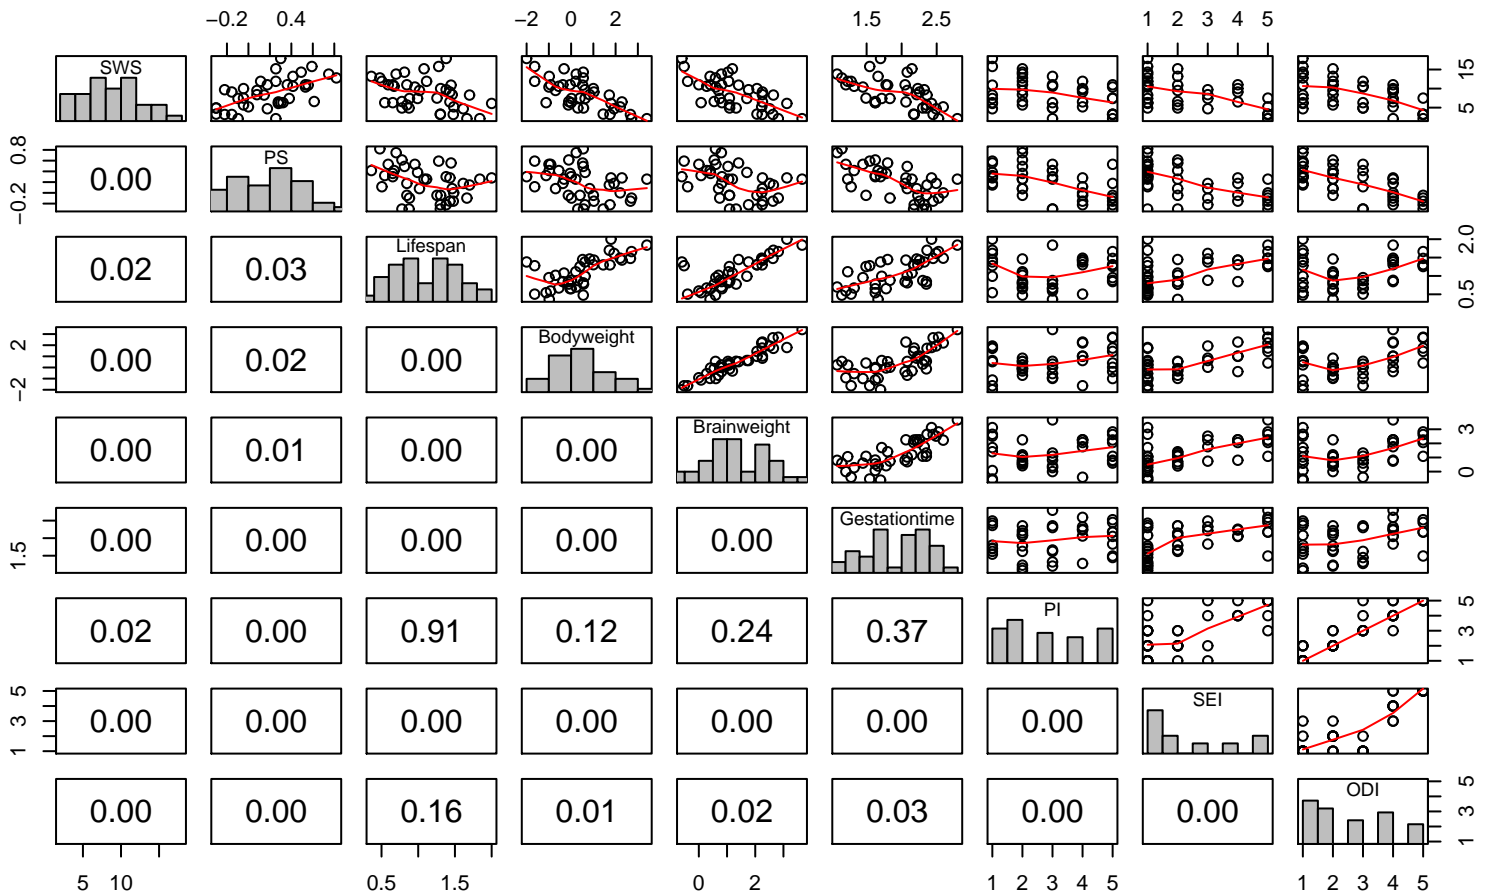 −0.2 0.4 −2 0 2 1.5 2.5 1 2 3 4 5
SWS 5 15
−0.2 0.8 0.00 PS
0.02 0.03 Lifespan 0.5 2.0
−2 2 0.00 0.02 0.00 Bodyweight
0.00 0.01 0.00 0.00 Brainweight 0 3
1.5 0.00 0.00 0.00 0.00 0.00 Gestationtime
0.02 0.00 0.91 0.12 0.24 0.37 PI 1 3 5
1 3 5 0.00 0.00 0.00 0.00 0.00 0.00 0.00 SEI
0.00 0.00 0.16 0.01 0.02 0.03 0.00 0.00 ODI 1 3 5
5 10 0.5 1.5 0 2 1 2 3 4 5 1 2 3 4 5